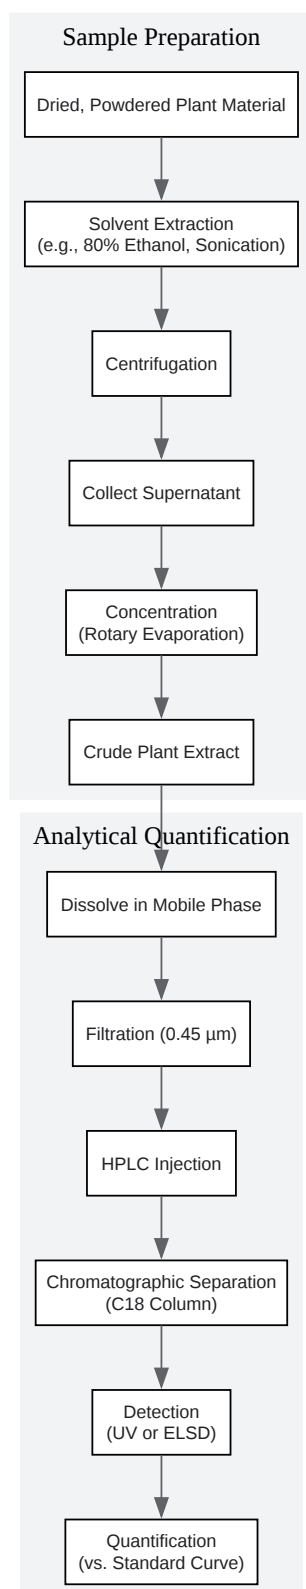 Sample Preparation
Dried, Powdered Plant Material
Solvent Extraction
(e.g., 80% Ethanol, Sonication)
Centrifugation
Collect Supernatant
Concentration
(Rotary Evaporation)
Crude Plant Extract
Analytical Quantification
Dissolve in Mobile Phase
Filtration (0.45 µm)
HPLC Injection
Chromatographic Separation
(C18 Column)
Detection
(UV or ELSD)
Quantification
(vs. Standard Curve)